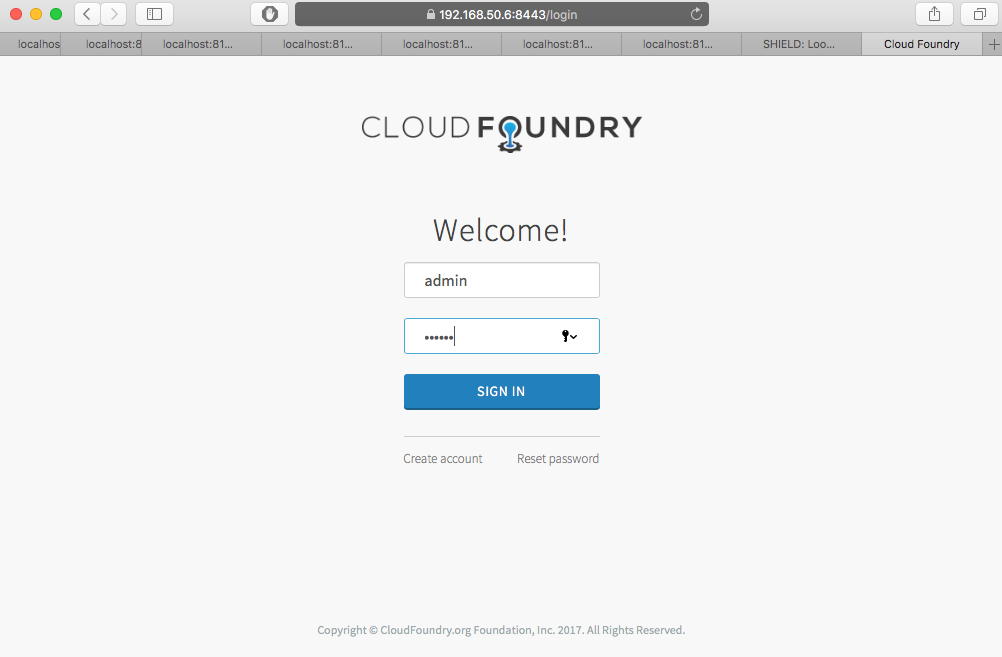 192.168.50.6:8443/login
localhos localhost:8 localhost:81... localhost:81... localhost:81... localhost:81... localhost:81... SHIELD: Loo... Cloud Foundry
CLOUD FOUNDRY
Welcome!
admin
••••••
SIGN IN
Create account Reset password
Copyright © CloudFoundry.org Foundation, Inc. 2017. All Rights Reserved.